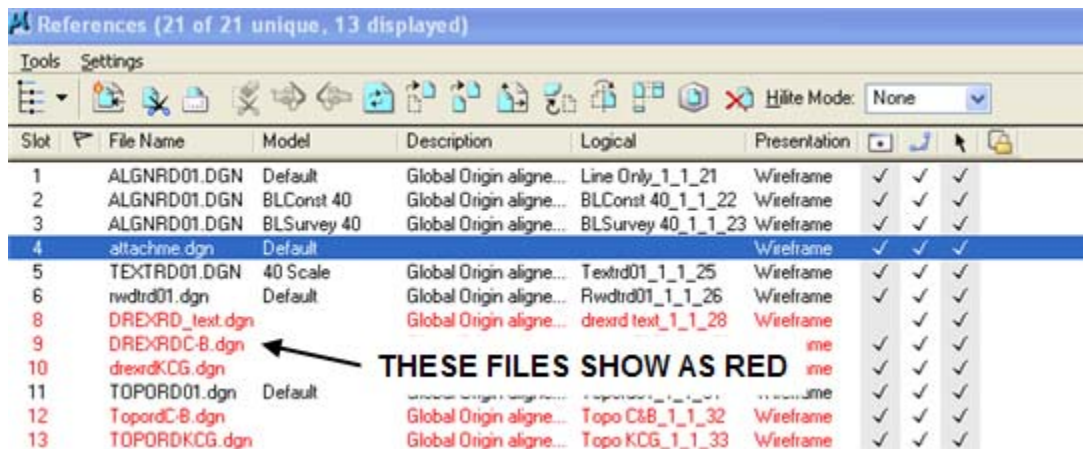 References (21 of 21 unique, 13 displayed)
Tools Settings
Hilite Mode: None
Slot File Name Model Description Logical Presentation
1 ALGNRD01.DGN Default Global Origin aligne... Line Only_1_1_21 Wireframe
2 ALGNRD01.DGN BLConst 40 Global Origin aligne... BLConst 40_1_1_22 Wireframe
3 ALGNRD01.DGN BLSurvey 40 Global Origin aligne... BLSurvey 40_1_1_23 Wireframe
4 attachme.dgn Default Wireframe
5 TEXTRD01.DGN 40 Scale Global Origin aligne... Textrd01_1_1_25 Wireframe
6 rwdtrd01.dgn Default Global Origin aligne... Rwdtrd01_1_1_26 Wireframe
8 DREXRD_text.dgn Global Origin aligne... drexrd text_1_1_28 Wireframe
9 DREXRDC-B.dgn
10 drexrdKCG.dgn
THESE FILES SHOW AS RED
11 TOPORD01.dgn Default
12 TopordC-B.dgn Global Origin aligne... Topo C&B_1_1_32 Wireframe
13 TOPORDKCG.dgn Global Origin aligne... Topo KCG_1_1_33 Wireframe